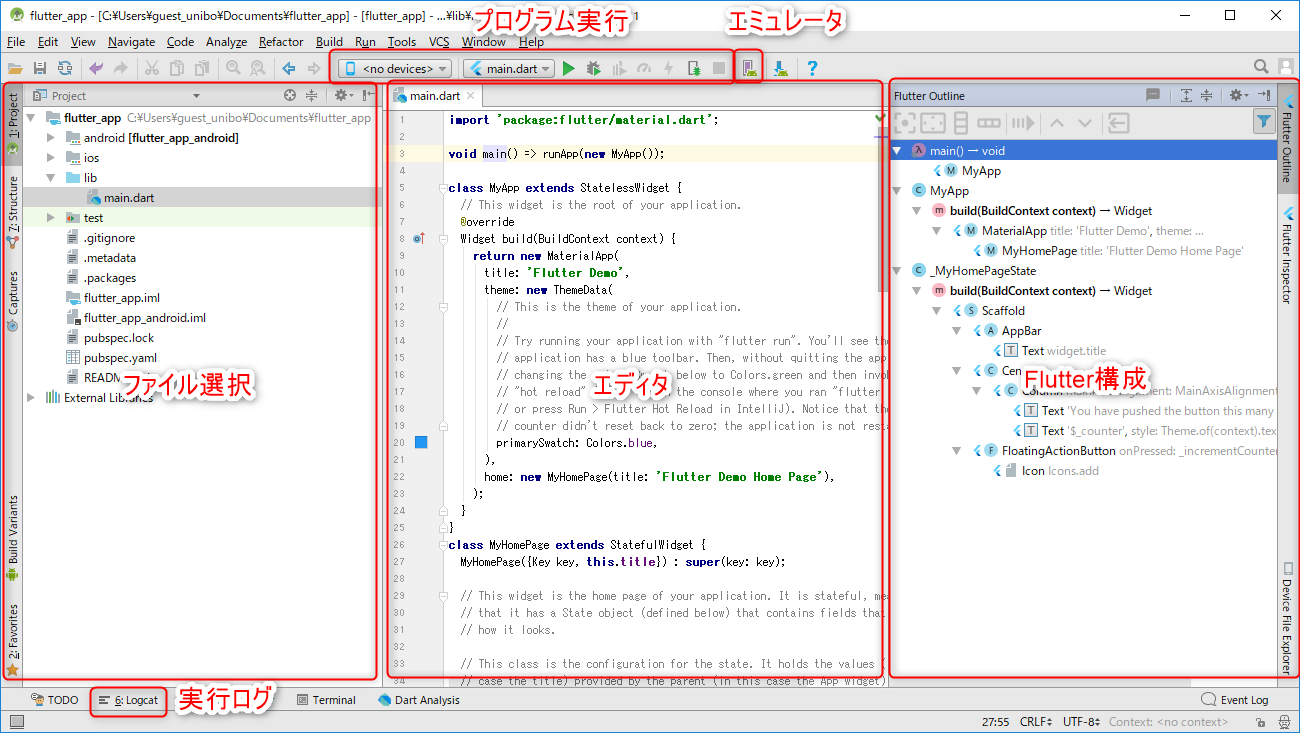 flutter_app - [C:¥Users¥guest_unibo¥Documents¥flutter_app] - [flutter_app] - ...¥lib¥
プログラム実行
エミュレータ
File Edit View Navigate Code Analyze Refactor Build Run Tools VCS Window Help
<no devices> main.dart
Project
main.dart
Flutter Outline
1: Project
7: Structure
Captures
Build Variants
2: Favorites
flutter_app C:¥Users¥guest_unibo¥Documents¥flutter_app
android [flutter_app_android]
ios
lib
main.dart
test
.gitignore
.metadata
.packages
flutter_app.iml
flutter_app_android.iml
pubspec.lock
pubspec.yaml
ファイル選択
External Libraries
1 import 'package:flutter/material.dart';
2
3 void main() => runApp(new MyApp());
4
5 class MyApp extends StatelessWidget {
6 // This widget is the root of your application.
7 @override
8 Widget build(BuildContext context) {
9 return new MaterialApp(
10 title: 'Flutter Demo',
11 theme: new ThemeData(
12 // This is the theme of your application.
13 //
14 // Try running your application with "flutter run". You'll see the
15 // application has a blue toolbar. Then, without quitting the app
16 // changing the below to Colors.green and then invo
17 // "hot reload" the console where you ran "flutter
18 // or press Run > Flutter Hot Reload in IntelliJ). Notice that the
19 // counter didn't reset back to zero; the application is not rest
20 primarySwatch: Colors.blue,
21 ),
22 home: new MyHomePage(title: 'Flutter Demo Home Page'),
23 );
24 }
25 }
26 class MyHomePage extends StatefulWidget {
27 MyHomePage({Key key, this.title}) : super(key: key);
28
29 // This widget is the home page of your application. It is stateful, me
30 // that it has a State object (defined below) that contains fields that
31 // how it looks.
32
33 // This class is the configuration for the state. It holds the values (
34 // case the title) provided by the parent (in this case the App widget)
エディタ
main() → void
MyApp
MyApp
build(BuildContext context) → Widget
MaterialApp title: 'Flutter Demo', theme: ...
MyHomePage title: 'Flutter Demo Home Page'
_MyHomePageState
build(BuildContext context) → Widget
Scaffold
AppBar
Text widget.title
Cen
Flutter構成
Column MainAxisAlignment
Text 'You have pushed the button this many
Text '$_counter', style: Theme.of(context).tex
FloatingActionButton onPressed: _incrementCounter
Icon Icons.add
Flutter Outline
Flutter Inspector
Device File Explorer
TODO 6: Logcat 実行ログ Terminal Dart Analysis Event Log
27:55 CRLF UTF-8 Context: <no context>